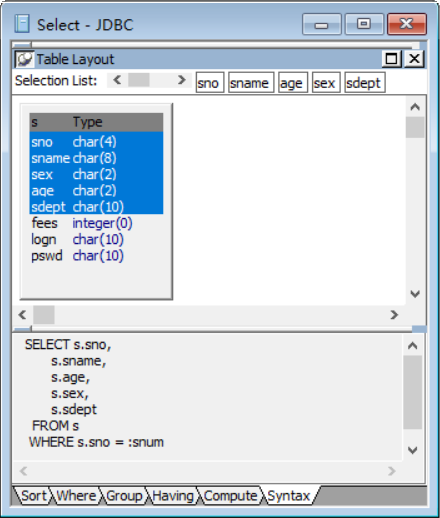 Select - JDBC
Table Layout
Selection List: sno sname age sex sdept
s Type
sno char(4)
sname char(8)
sex char(2)
age char(2)
sdept char(10)
fees integer(0)
logn char(10)
pswd char(10)
SELECT s.sno,
s.sname,
s.age,
s.sex,
s.sdept
FROM s
WHERE s.sno = :snum
Sort Where Group Having Compute Syntax